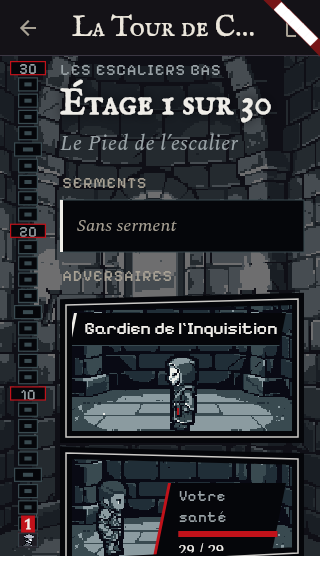 La Tour de C...
30
LES ESCALIERS BAS
Étage 1 sur 30
Le Pied de l'escalier
SERMENTS
20
Sans serment
ADVERSAIRES
Gardien de l'Inquisition
10
Votre
santé
1
29 / 29